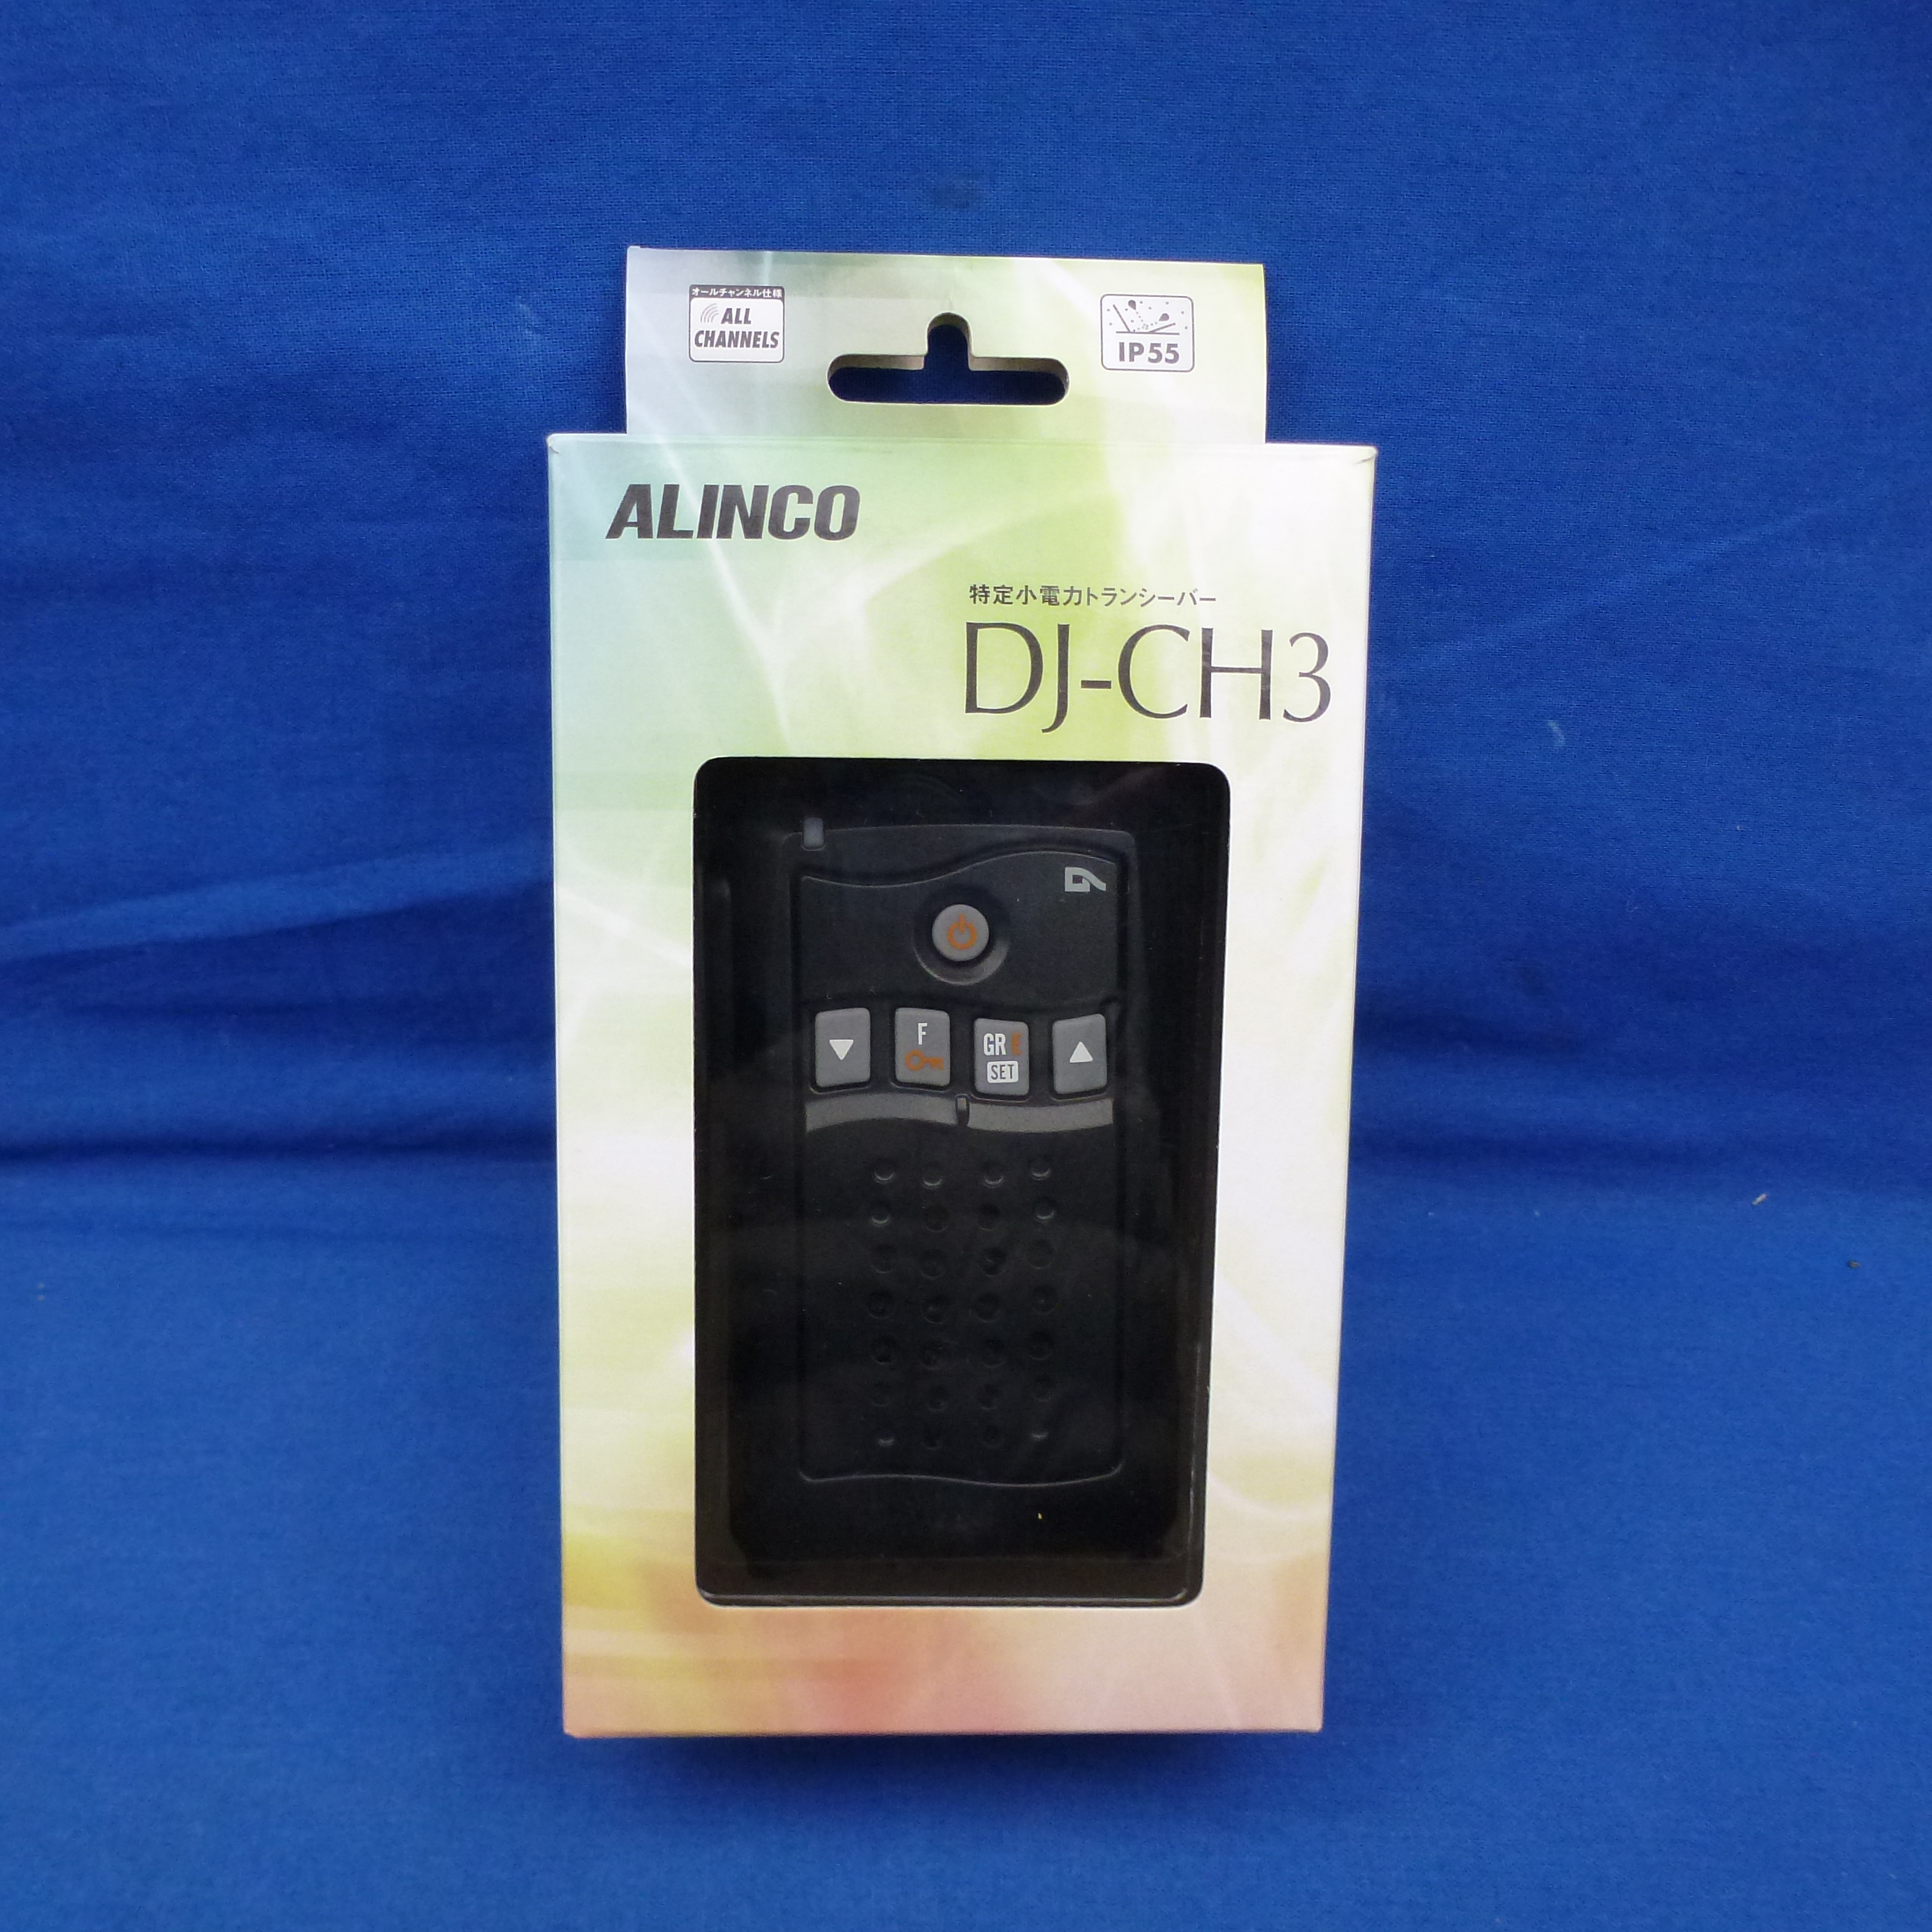 オールチャンネル仕様
ALL
CHANNELS
IP55
ALINCO
特定小電力トランシーバー
DJ-CH3
F
GR
SET